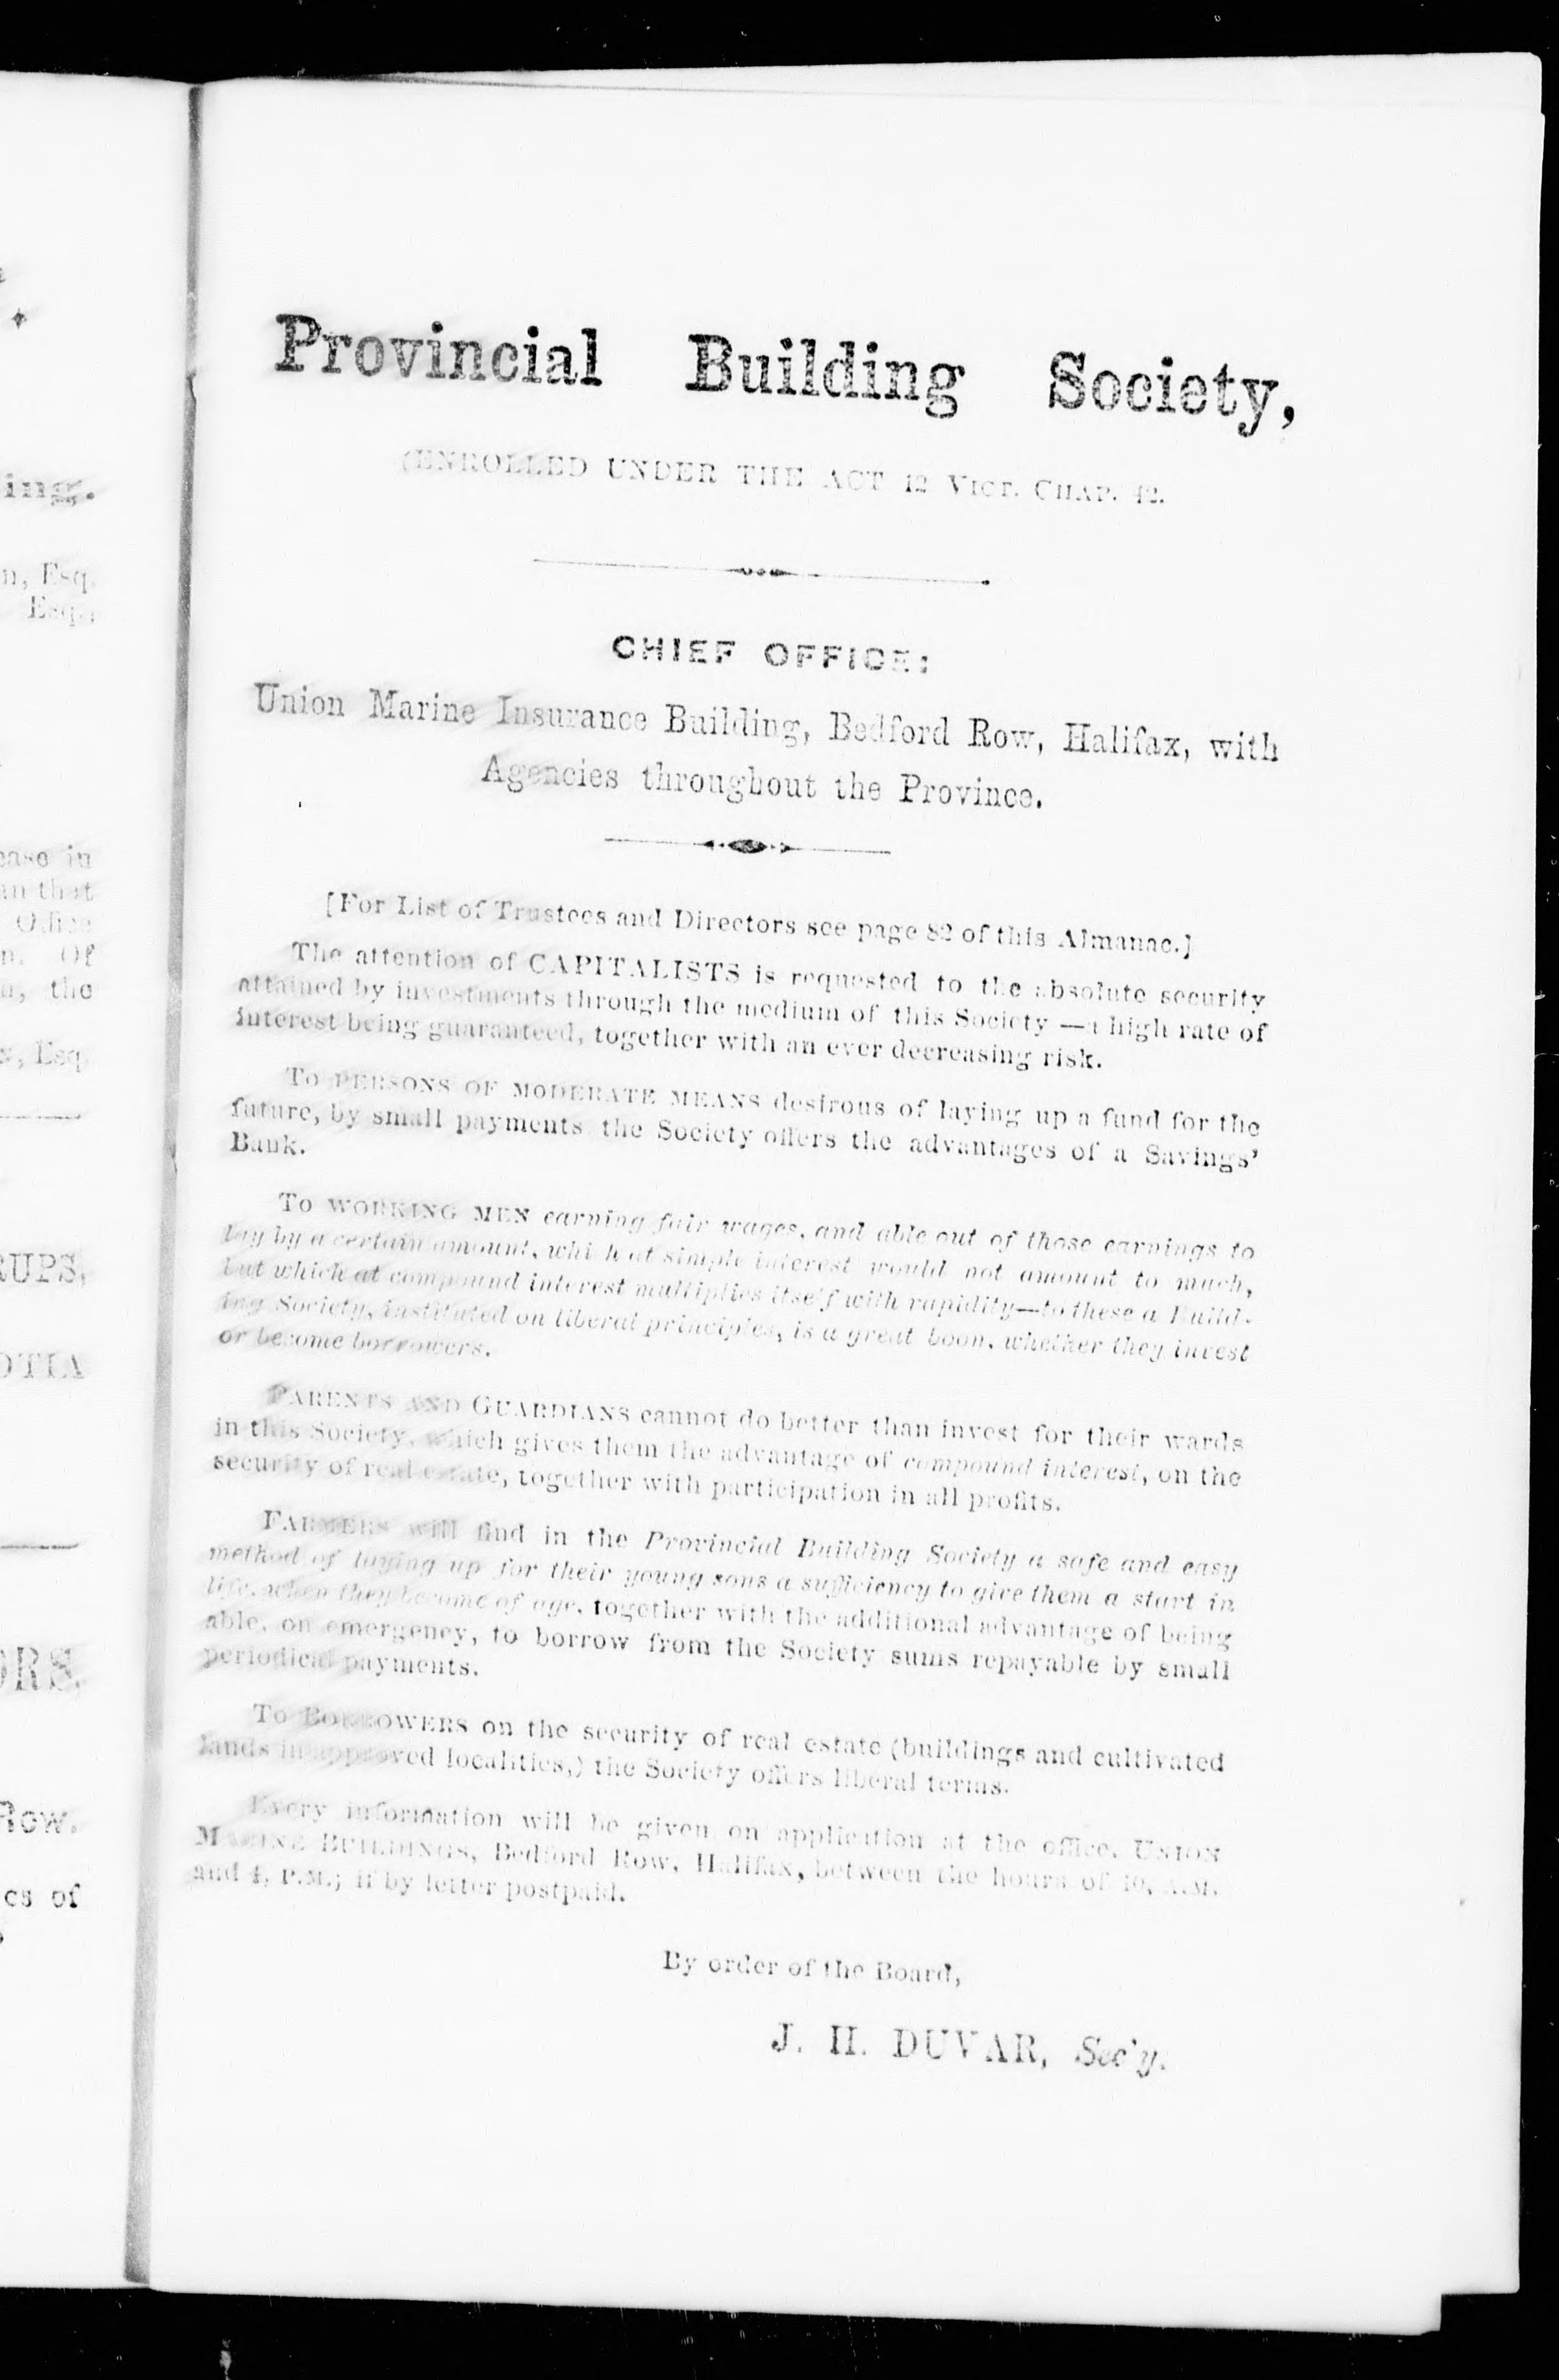 Provincial Building Society,
(ENROLLED UNDER THE ACT 12 VICT. CHAP. 42.
CHIEF OFFICE:
Union Marine Insurance Building, Bedford Row, Halifax, with
Agencies throughout the Province.
[For List of Trustees and Directors see page 82 of this Almanac.]
The attention of CAPITALISTS is requested to the absolute security
attained by investments through the medium of this Society —a high rate of
interest being guaranteed, together with an ever decreasing risk.
To PERSONS OF MODERATE MEANS desirous of laying up a fund for the
future, by small payments, the Society offers the advantages of a Savings'
Bank.
To WORKING MEN earning fair wages, and able out of those earnings to
lay by a certain amount, which at simple interest would not amount to much,
but which at compound interest multiplies itself with rapidity—to these a Build-
ing Society, instituted on liberal principles, is a great boon, whether they invest
or become borrowers.
PARENTS AND GUARDIANS cannot do better than invest for their wards
in this Society, which gives them the advantage of compound interest, on the
security of real estate, together with participation in all profits.
FARMERS will find in the Provincial Building Society a safe and easy
method of laying up for their young sons a sufficiency to give them a start in
life, when they become of age, together with the additional advantage of being
able, on emergency, to borrow from the Society sums repayable by small
periodical payments.
To BORROWERS on the security of real estate (buildings and cultivated
lands in approved localities,) the Society offers liberal terms.
Every information will be given on application at the office, UNION
MARINE BUILDINGS, Bedford Row, Halifax, between the hours of 10, A.M.
and 4, P.M.; if by letter postpaid.
By order of the Board,
J. H. DUVAR, Sec'y.